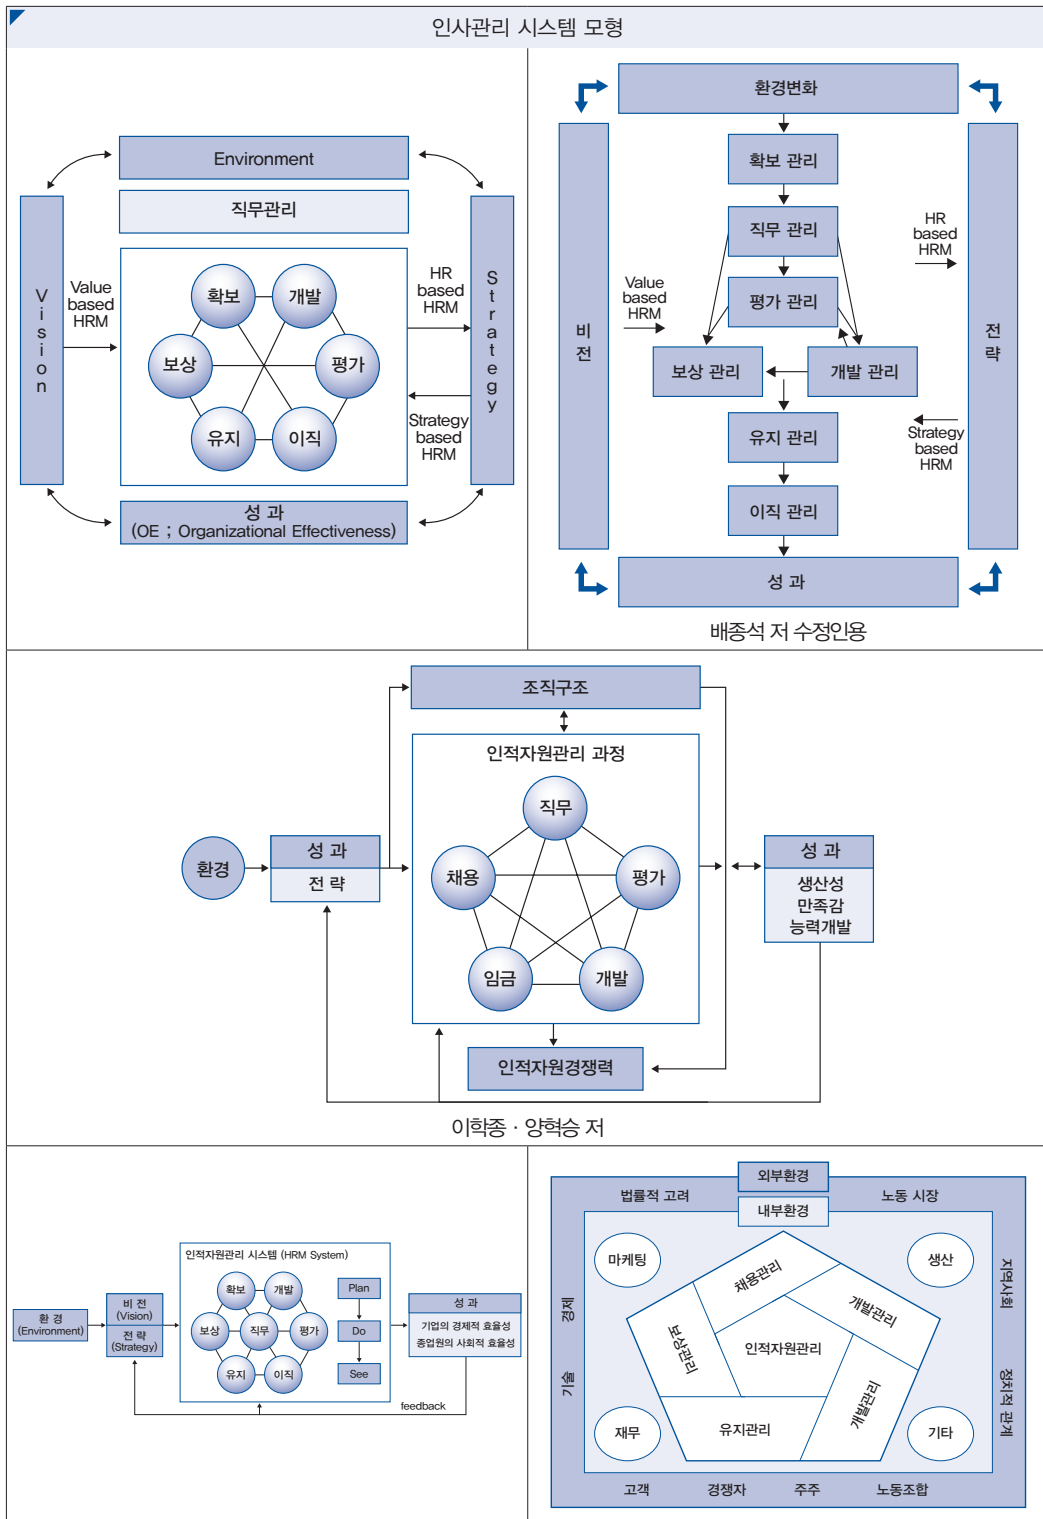 인사관리 시스템 모형
Environment
직무관리
Vision
Value
based
HRM
확보
개발
보상
평가
유지
이직
HR
based
HRM
Strategy
based
HRM
Strategy
성 과
(OE ; Organizational Effectiveness)
환경변화
확보 관리
직무 관리
평가 관리
보상 관리
개발 관리
유지 관리
이직 관리
성 과
비전
Value
based
HRM
HR
based
HRM
전략
Strategy
based
HRM
배종석 저 수정인용
조직구조
인적자원관리 과정
직무
채용
평가
임금
개발
환경
성 과
전 략
성 과
생산성
만족감
능력개발
인적자원경쟁력
이학종 · 양혁승 저
환 경
(Environment)
비 전
(Vision)
전 략
(Strategy)
인적자원관리 시스템 (HRM System)
확보
개발
보상
직무
평가
유지
이직
Plan
Do
See
성 과
기업의 경제적 효율성
종업원의 사회적 효율성
feedback
외부환경
법률적 고려
노동 시장
내부환경
마케팅
생산
채용관리
개발관리
보상관리
인적자원관리
개발관리
유지관리
재무
기타
경제
기술
지역사회
정치적 관계
고객
경쟁자
주주
노동조합